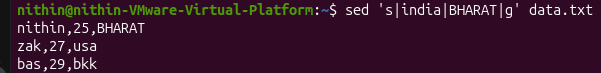 nithin@nithin-VMware-Virtual-Platform:~$ sed 's|india|BHARAT|g' data.txt
nithin,25,BHARAT
zak,27,usa
bas,29,bkk